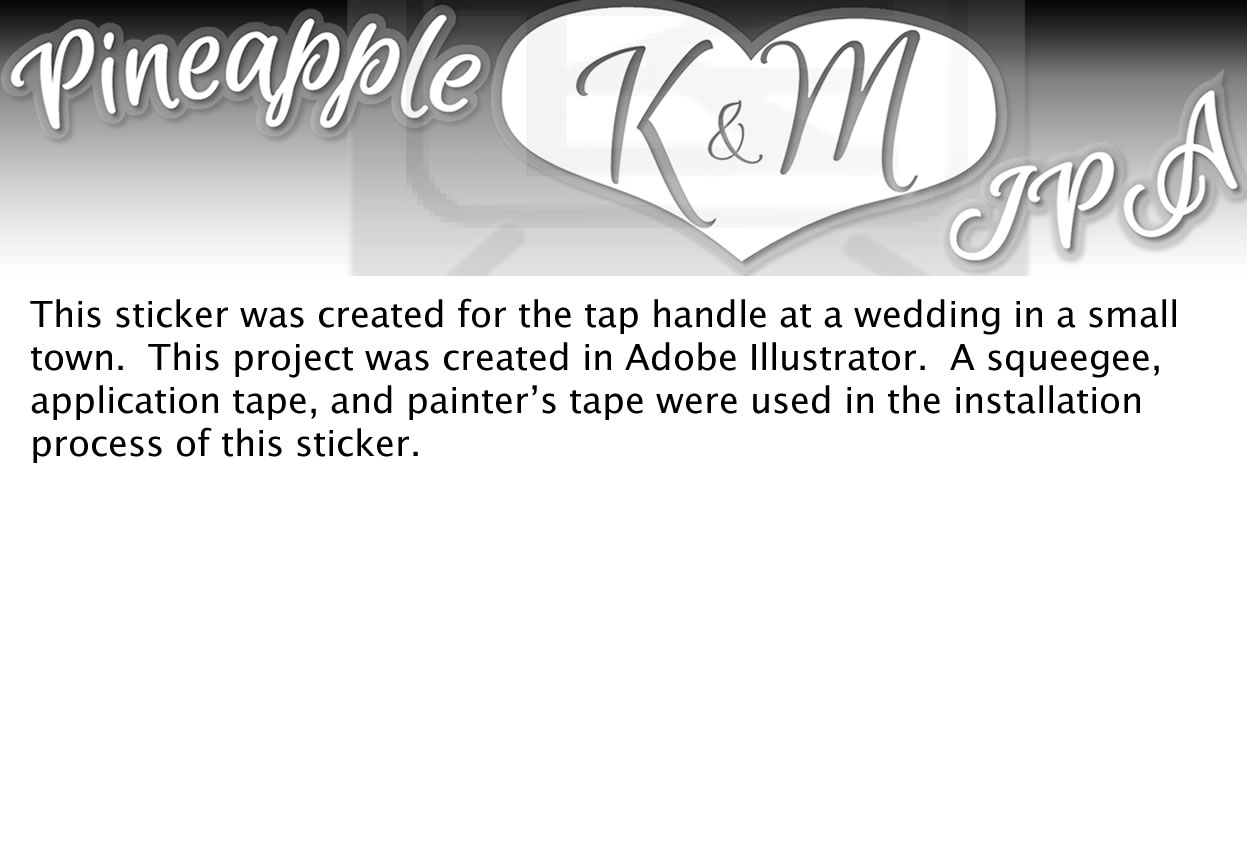 Pineapple
K & M
IPA
This sticker was created for the tap handle at a wedding in a small
town.  This project was created in Adobe Illustrator.  A squeegee,
application tape, and painter’s tape were used in the installation
process of this sticker.